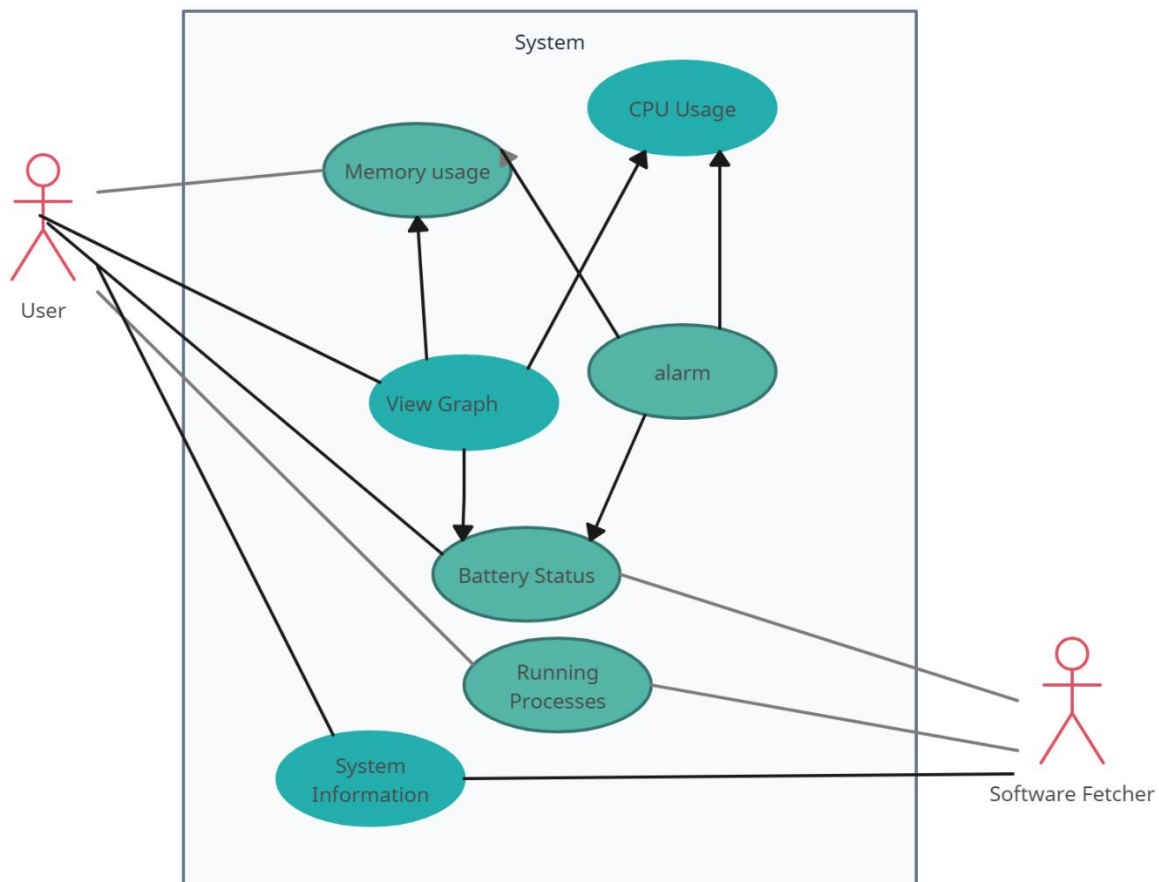 System
CPU Usage
Memory usage
User
alarm
View Graph
Battery Status
Running
Processes
System
Information
Software Fetcher